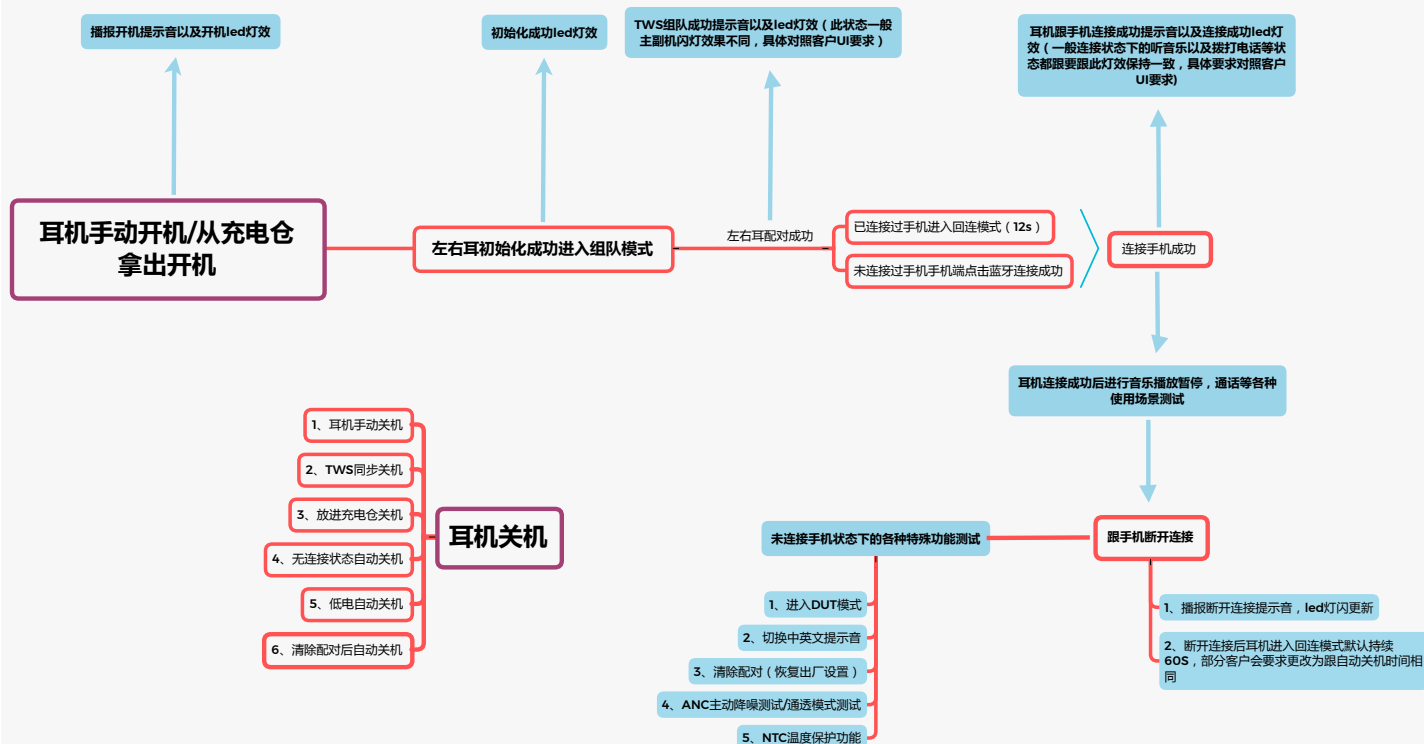 播报开机提示音以及开机led灯效
初始化成功led灯效
TWS组队成功提示音以及led灯效（此状态一般
主副机闪灯效果不同，具体对照客户UI要求）
耳机跟手机连接成功提示音以及连接成功led灯
效（一般连接状态下的听音乐以及拨打电话等状
态都跟要跟此灯效保持一致，具体要求对照客户
UI要求)
耳机手动开机/从充电仓
拿出开机
左右耳初始化成功进入组队模式
左右耳配对成功
已连接过手机进入回连模式（12s）
未连接过手机手机端点击蓝牙连接成功
连接手机成功
耳机连接成功后进行音乐播放暂停，通话等各种
使用场景测试
1、耳机手动关机
2、TWS同步关机
3、放进充电仓关机
4、无连接状态自动关机
5、低电自动关机
6、清除配对后自动关机
耳机关机
未连接手机状态下的各种特殊功能测试
跟手机断开连接
1、进入DUT模式
2、切换中英文提示音
3、清除配对（恢复出厂设置）
4、ANC主动降噪测试/通透模式测试
5、NTC温度保护功能
1、播报断开连接提示音，led灯闪更新
2、断开连接后耳机进入回连模式默认持续
60S，部分客户会要求更改为跟自动关机时间相
同